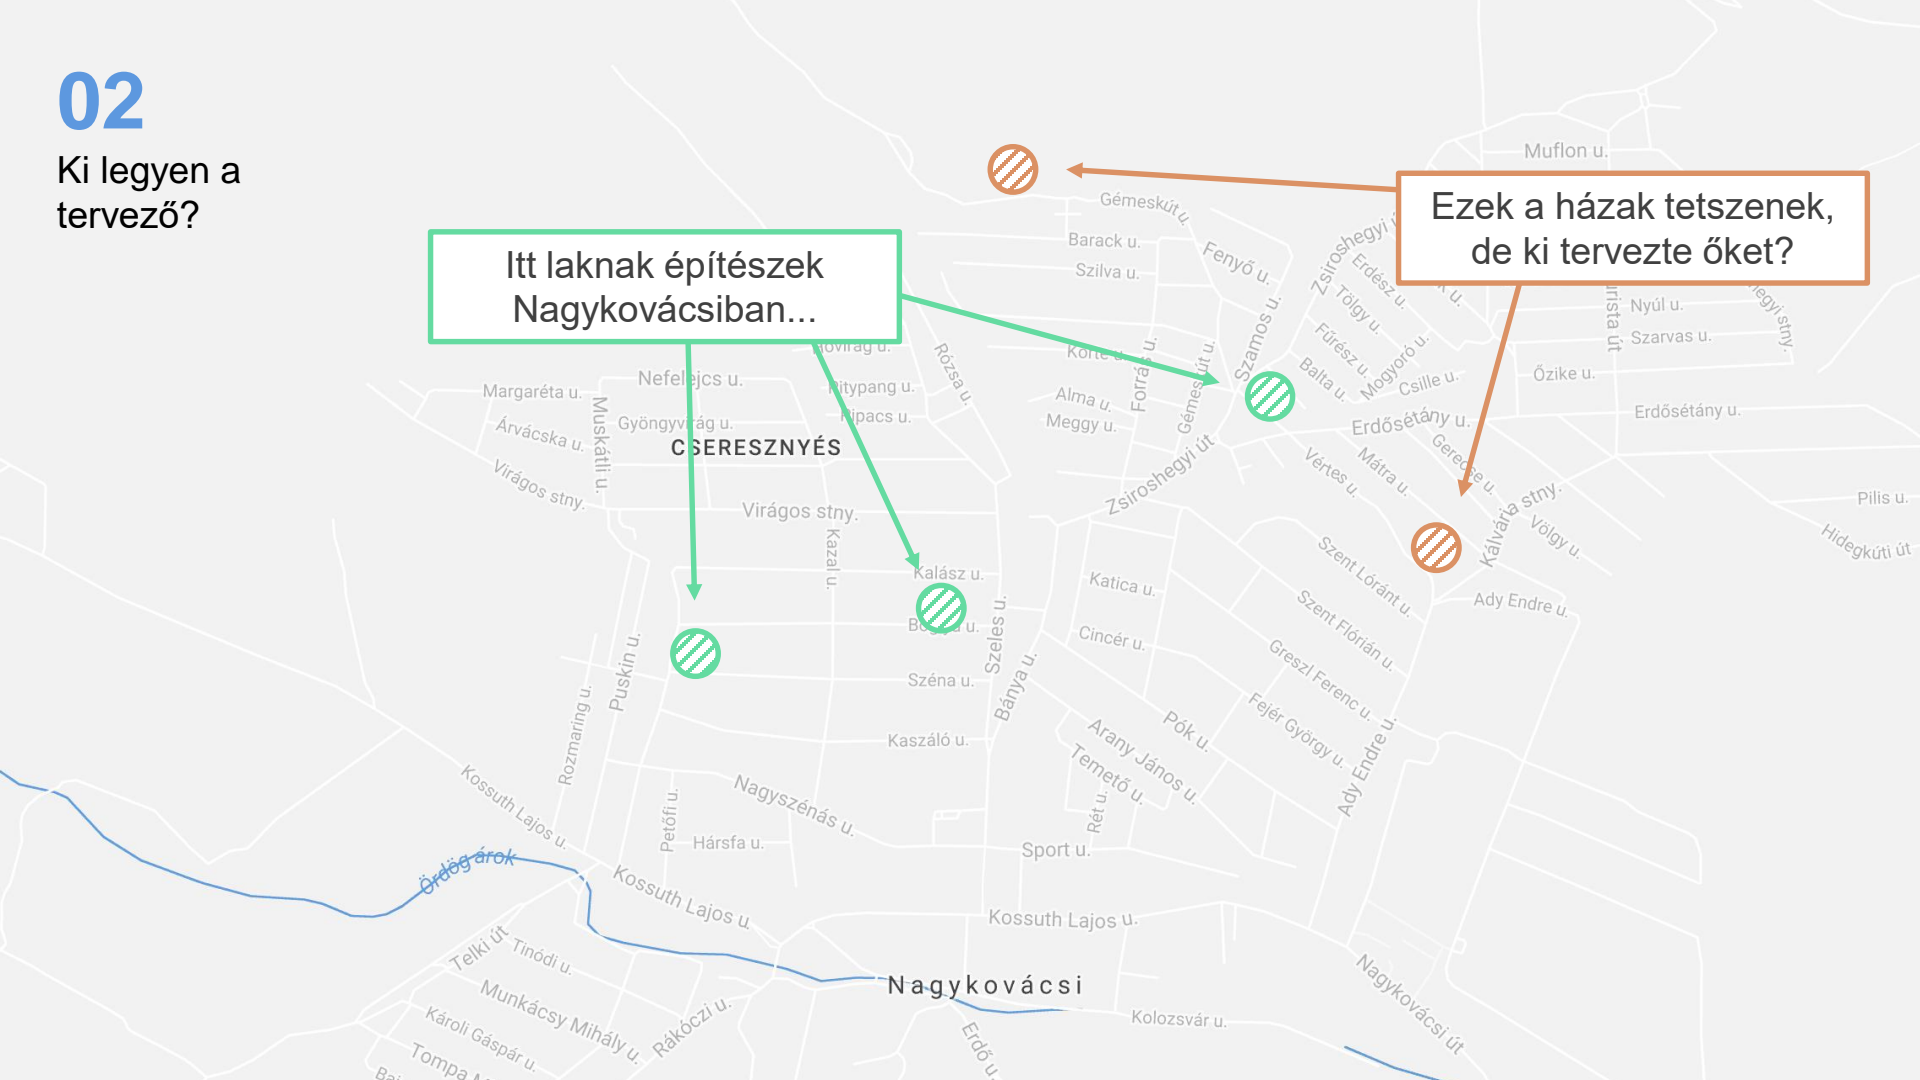 02
Ki legyen a
tervező?
Itt laknak építészek
Nagykovácsiban...
Ezek a házak tetszenek,
de ki tervezte őket?
Muflon u.
Gémeskút u.
Barack u.
Szilva u.
Fenyő u.
Zsiroshegyi
Erdész u.
Tölgy u.
Fűrész u.
Mogyoró u.
Balta u.
Csille u.
Szamos u.
Nyúl u.
Szarvas u.
Őzike u.
Erdősétány u.
Erdősétány u.
Körte u.
Forrás u.
Gémeskút u.
Alma u.
Meggy u.
Rózsa u.
Pitypang u.
Pipacs u.
Nefelejcs u.
Margaréta u.
Gyöngyvirág u.
Árvácska u.
Muskátli u.
CSERESZNYÉS
Virágos stny.
Virágos stny.
Kazal u.
Zsiroshegyi út
Vértes u.
Mátra u.
Gerecse u.
Kálvária stny.
Völgy u.
Pilis u.
Hidegkúti út
Kalász u.
u.
Szeles u.
Széna u.
Kaszáló u.
Bánya u.
Katica u.
Cincér u.
Szent Lóránt u.
Szent Flórián u.
Greszl Ferenc u.
Fejér György u.
Ady Endre u.
Ady Endre u.
Puskin u.
Rozmaring u.
Pók u.
Arany János u.
Temető u.
Rét u.
Nagyszénás u.
Petőfi u.
Hársfa u.
Sport u.
Kossuth Lajos u.
Kossuth Lajos u.
Kossuth Lajos u.
Ördög árok
Telki út
Tinódi u.
Munkácsy Mihály u.
Károli Gáspár u.
Tompa
Rákóczi u.
Nagykovácsi
Erdő u.
Kolozsvár u.
Nagykovácsi út